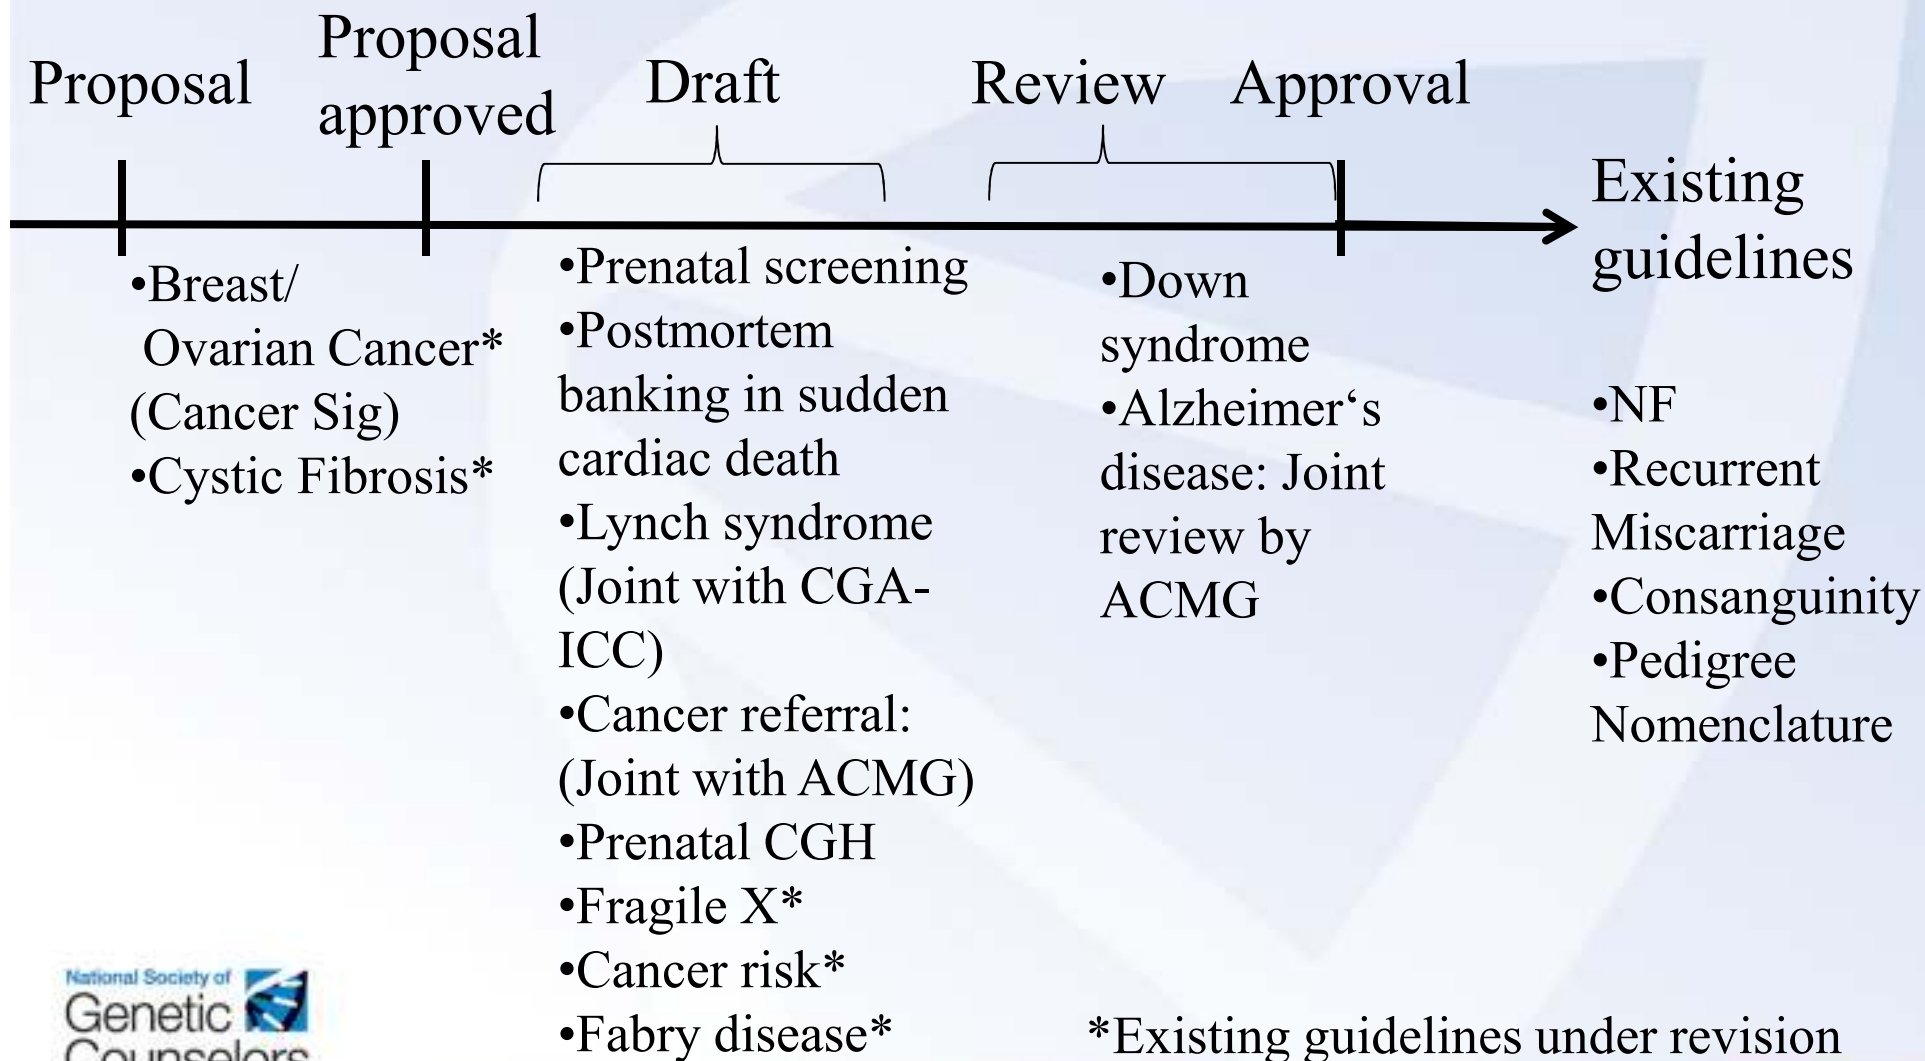 Proposal
Proposal
approved
Draft
Review
Approval
Existing
guidelines
•Breast/
Ovarian Cancer*
(Cancer Sig)
•Cystic Fibrosis*
•Prenatal screening
•Postmortem
banking in sudden
cardiac death
•Lynch syndrome
(Joint with CGA-
ICC)
•Cancer referral:
(Joint with ACMG)
•Prenatal CGH
•Fragile X*
•Cancer risk*
•Fabry disease*
•Down
syndrome
•Alzheimer‘s
disease: Joint
review by
ACMG
•NF
•Recurrent
Miscarriage
•Consanguinity
•Pedigree
Nomenclature
National Society of
Genetic
Counselors
*Existing guidelines under revision